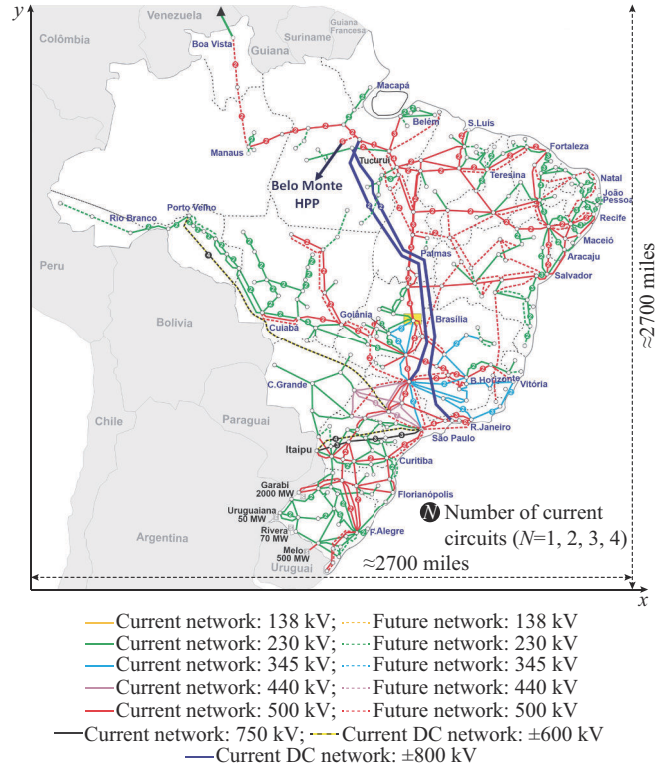 y
Venezuela
Guiana
Francesa
Suriname
Colômbia
Boa Vista
Guiana
Macapá
Belém
S.Luis
Manaus
Fortaleza
Tucuruí
Teresina
Belo Monte
HPP
Natal
João
Pessoa
Porto Velho
Rio Branco
Recife
Maceió
Palmas
Aracaju
Peru
Salvador
Goiânia
Brasília
Bolívia
Cuiabá
≈2700 miles
C.Grande
B.Horizonte
Vitória
Chile
Paraguai
R.Janeiro
São Paulo
Itaipu
Curitiba
Garabi
2000 MW
Florianópolis
Uruguaiana
50 MW
N Number of current
circuits (N=1, 2, 3, 4)
Rivera
70 MW
P.Alegre
Argentina
Melo
500 MW
≈2700 miles
Uruguai
x
Current network: 138 kV; Future network: 138 kV
Current network: 230 kV; Future network: 230 kV
Current network: 345 kV; Future network: 345 kV
Current network: 440 kV; Future network: 440 kV
Current network: 500 kV; Future network: 500 kV
Current network: 750 kV; Current DC network: ±600 kV
Current DC network: ±800 kV